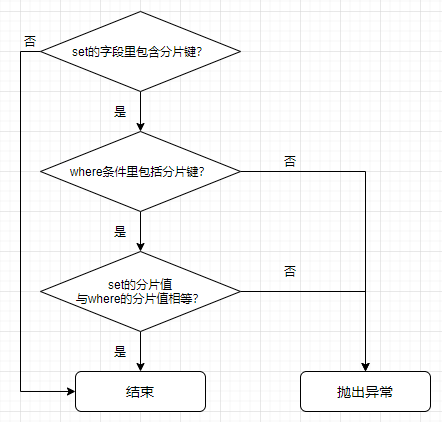 否
set的字段里包含分片键？
是
where条件里包括分片键？
否
是
set的分片值
与where的分片值相等？
否
是
结束
抛出异常